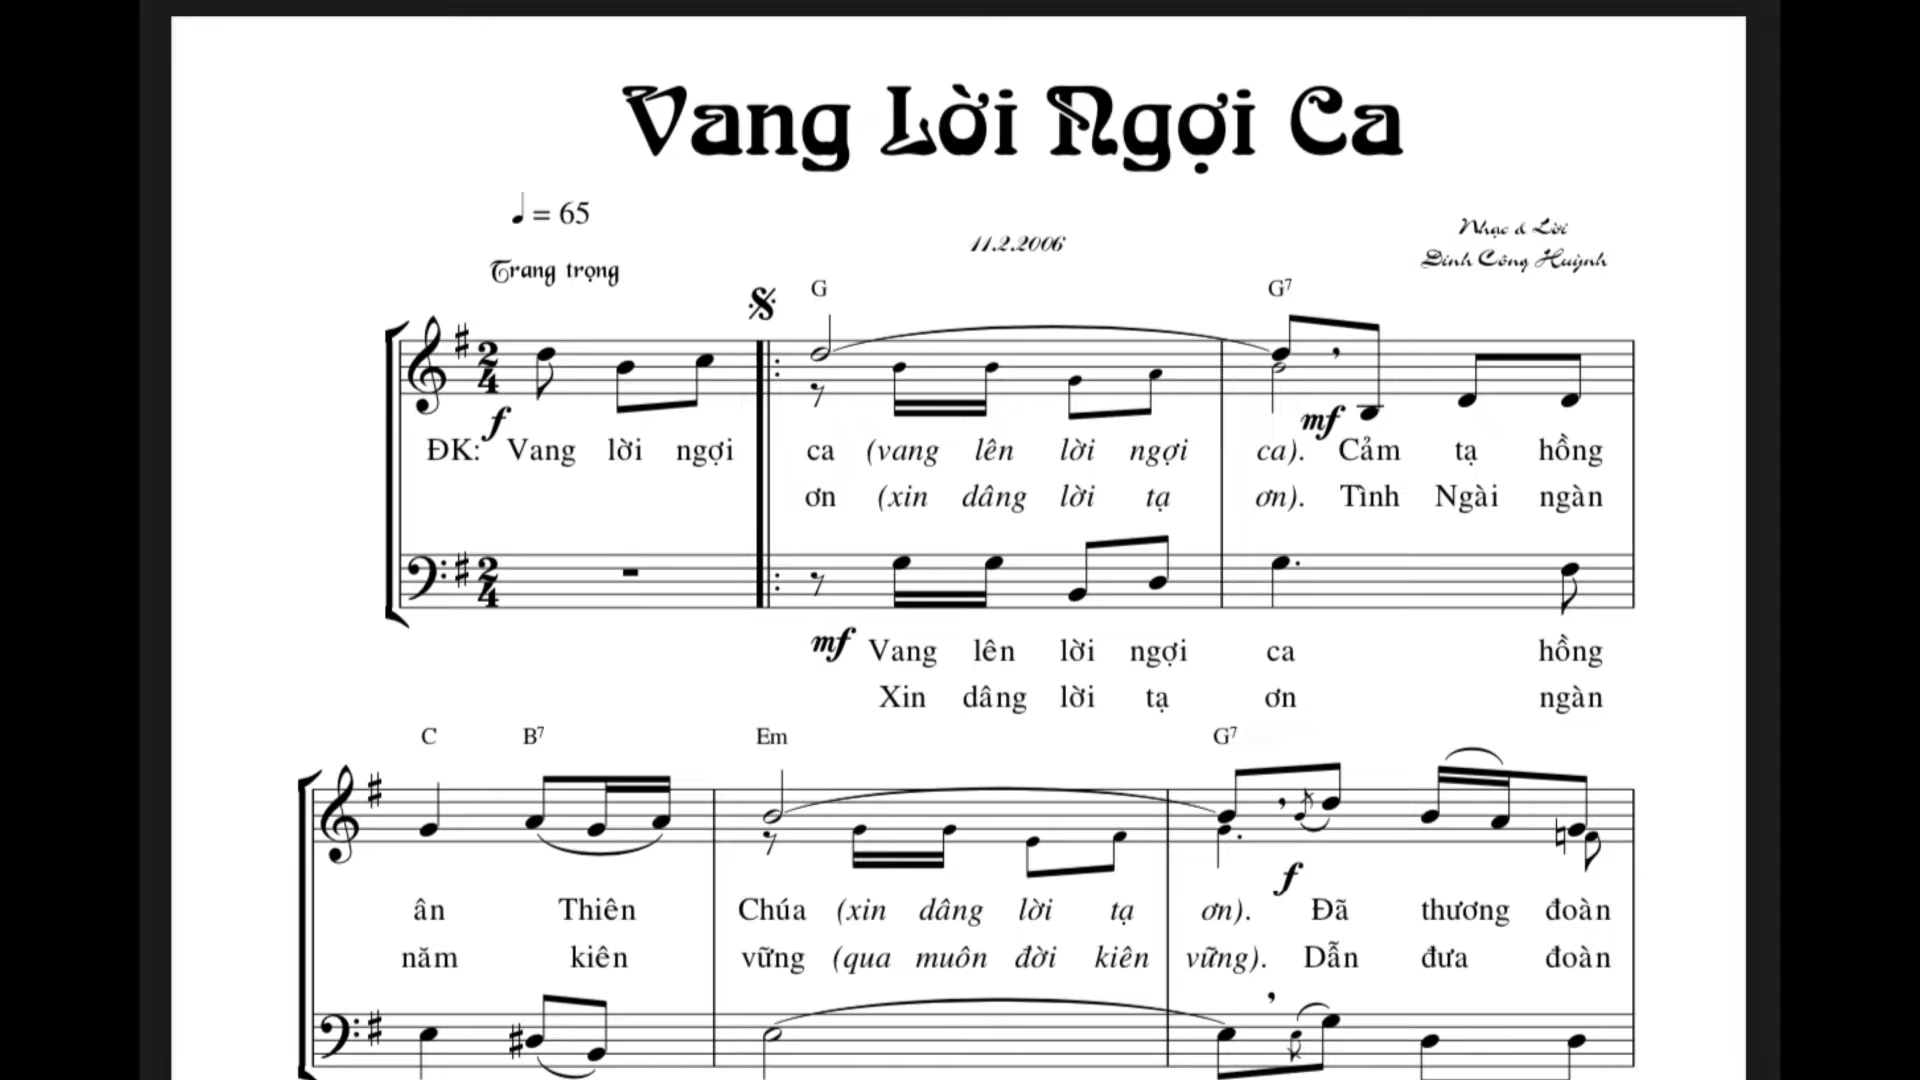 Vang Lời Ngợi Ca
= 65
11.2.2006
Nhạc & Lời
Đinh Công Huỳnh
Trang trọng
G G7
f mf
ĐK: Vang lời ngợi ca (vang lên lời ngợi ca). Cảm tạ hồng
ơn (xin dâng lời tạ ơn). Tình Ngài ngàn
mf Vang lên lời ngợi ca hồng
Xin dâng lời tạ ơn ngàn
C B7 Em G7
f
ân Thiên Chúa (xin dâng lời tạ ơn). Đã thương đoàn
năm kiên vững (qua muôn đời kiên vững). Dẫn đưa đoàn